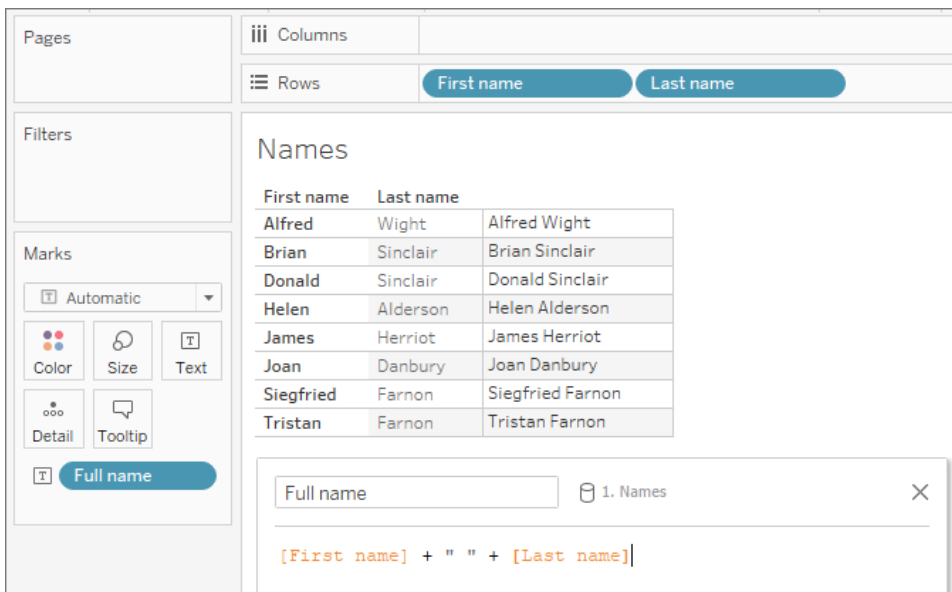 Pages
Columns
Rows First name Last name
Filters
Names
First name Last name
Alfred Wight Alfred Wight
Brian Sinclair Brian Sinclair
Donald Sinclair Donald Sinclair
Helen Alderson Helen Alderson
James Herriot James Herriot
Joan Danbury Joan Danbury
Siegfried Farnon Siegfried Farnon
Tristan Farnon Tristan Farnon
Marks
T Automatic
Color Size T Text
Detail Tooltip
T Full name
Full name 1. Names
[First name] + " " + [Last name]